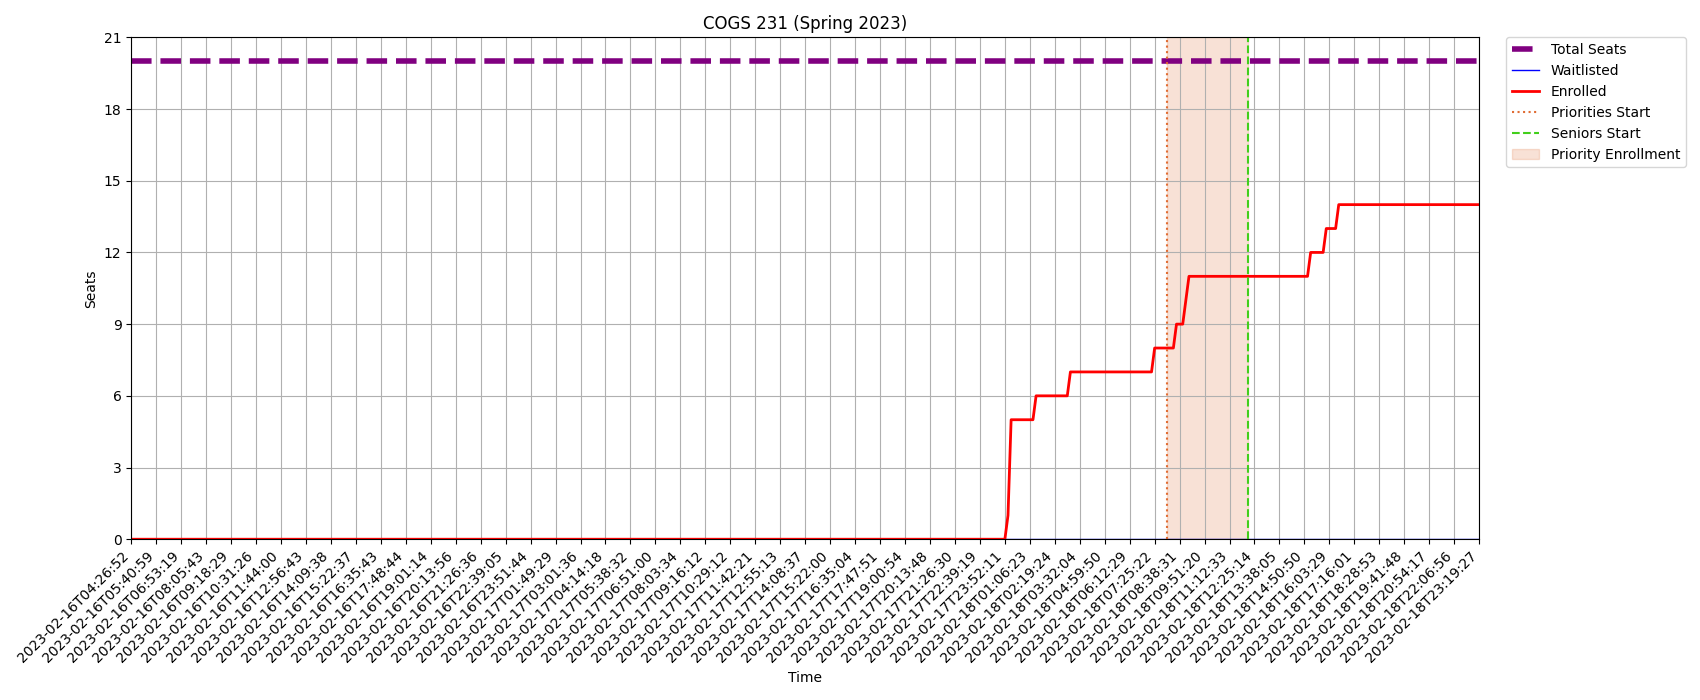 COGS 231 (Spring 2023)
21
18
15
12
9
6
3
0
Seats
Total Seats
Waitlisted
Enrolled
Priorities Start
Seniors Start
Priority Enrollment
2023-02-16T04:26:52
2023-02-16T05:40:59
2023-02-16T06:53:19
2023-02-16T08:05:43
2023-02-16T09:18:29
2023-02-16T10:31:26
2023-02-16T11:44:00
2023-02-16T12:56:43
2023-02-16T14:09:38
2023-02-16T15:22:37
2023-02-16T16:35:43
2023-02-16T17:48:44
2023-02-16T19:01:14
2023-02-16T20:13:56
2023-02-16T21:26:36
2023-02-16T22:39:05
2023-02-16T23:51:44
2023-02-17T01:49:29
2023-02-17T03:01:36
2023-02-17T04:14:18
2023-02-17T05:38:32
2023-02-17T06:51:00
2023-02-17T08:03:34
2023-02-17T09:16:12
2023-02-17T10:29:12
2023-02-17T11:42:21
2023-02-17T12:55:13
2023-02-17T14:08:37
2023-02-17T15:22:00
2023-02-17T16:35:04
2023-02-17T17:47:51
2023-02-17T19:00:54
2023-02-17T20:13:48
2023-02-17T21:26:30
2023-02-17T22:39:19
2023-02-17T23:52:11
2023-02-18T01:06:23
2023-02-18T02:19:24
2023-02-18T03:32:04
2023-02-18T04:59:50
2023-02-18T06:12:29
2023-02-18T07:25:22
2023-02-18T08:38:31
2023-02-18T09:51:20
2023-02-18T11:12:33
2023-02-18T12:25:14
2023-02-18T13:38:05
2023-02-18T14:50:50
2023-02-18T16:03:29
2023-02-18T17:16:01
2023-02-18T18:28:53
2023-02-18T19:41:48
2023-02-18T20:54:17
2023-02-18T22:06:56
2023-02-18T23:19:27
Time